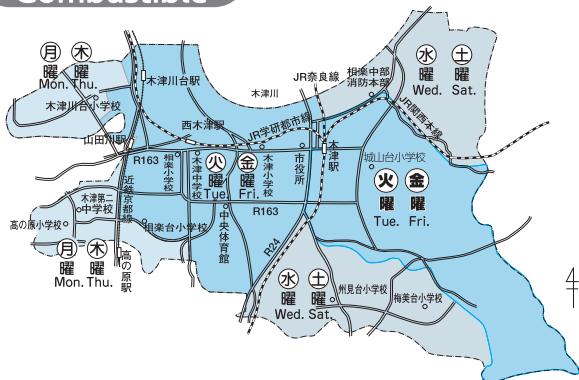 Combustible
月 木
曜 曜
Mon. Thu.
木津川台駅
木津川
JR奈良線
相楽中部
消防本部
水 土
曜 曜
Wed. Sat.
木津川台小学校
山田川駅
西木津駅
JR学研都市線
JR関西本線
R163
相楽小学校
木津中学校
火 金
曜 曜
Tue. Fri.
木津小学校
市役所
木津駅
城山台小学校
火 金
曜 曜
Tue. Fri.
木津第二
中学校
近鉄京都線
高の原小学校
相楽台小学校
中央体育館
R163
R24
月 木
曜 曜
Mon. Thu.
高の原駅
水 土
曜 曜
Wed. Sat.
州見台小学校
梅美台小学校
4